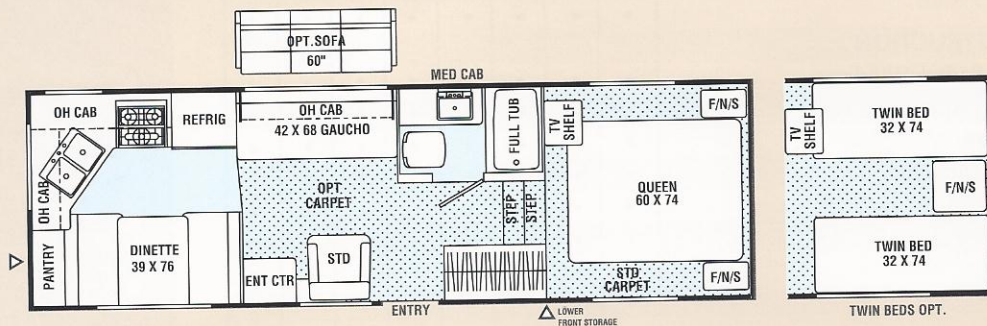 OPT. SOFA
60"
MED CAB
OH CAB
REFRIG
OH CAB
42 X 68 GAUCHO
FULL TUB
TV
SHELF
F/N/S
OH CAB
PANTRY
DINETTE
39 X 76
OPT
CARPET
ENT CTR
STD
STEP
STEP
QUEEN
60 X 74
STD
CARPET
F/N/S
ENTRY
LOWER
FRONT STORAGE
TV
SHELF
TWIN BED
32 X 74
F/N/S
TWIN BED
32 X 74
TWIN BEDS OPT.